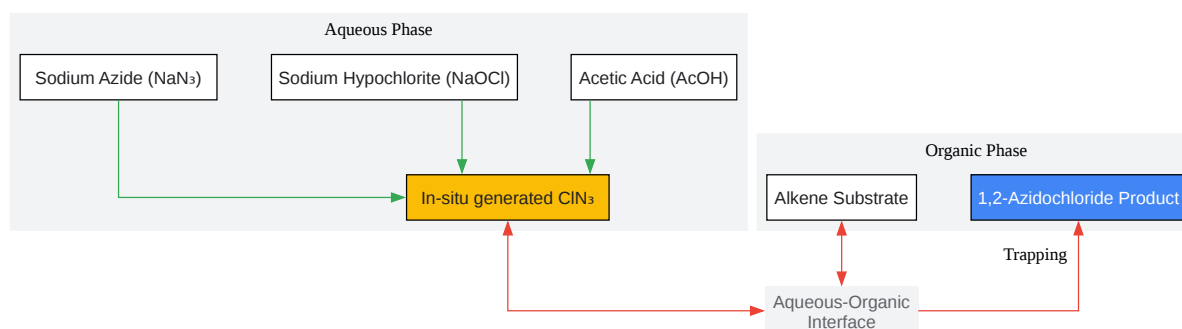 Aqueous Phase
Sodium Azide (NaN₃)
Sodium Hypochlorite (NaOCl)
Acetic Acid (AcOH)
Organic Phase
In-situ generated ClN₃
Alkene Substrate
1,2-Azidochloride Product
Trapping
Aqueous-Organic
Interface